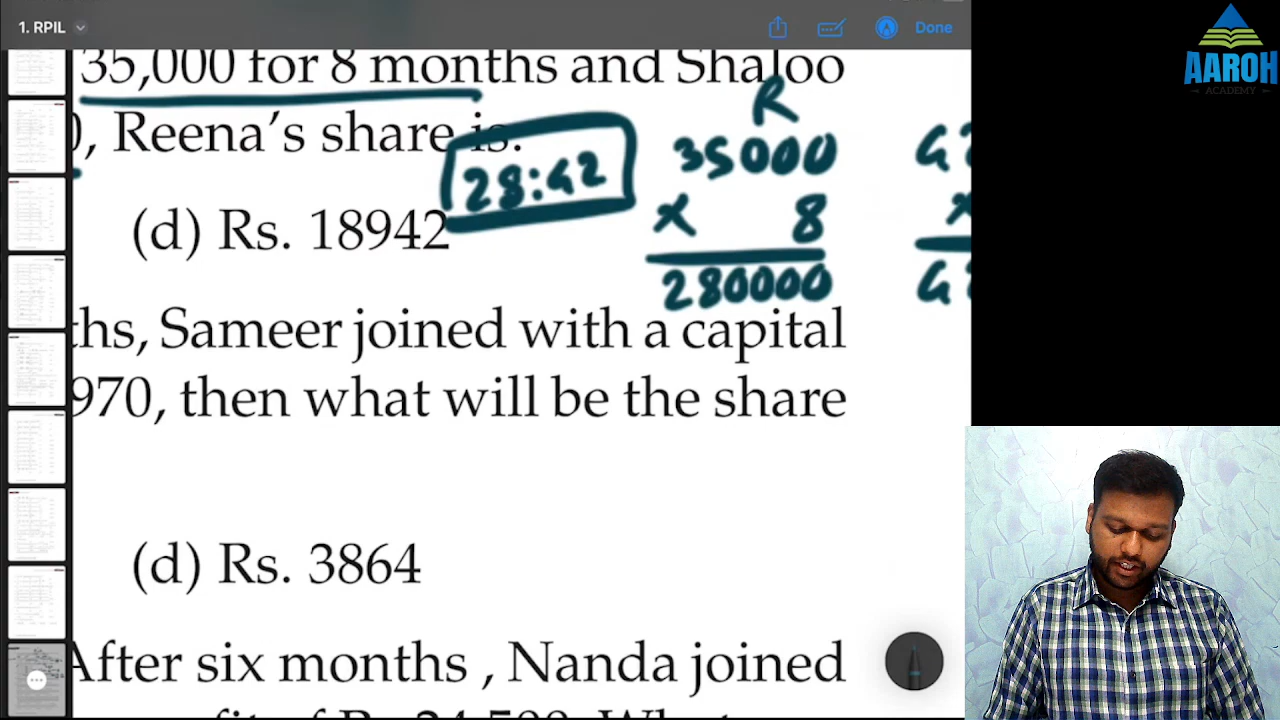 1. RPIL
Done
AAROH
ACADEMY
35,000 for 8 months and Shaloo
), Reena's share is:
R
35000
x 8
280000
28:42
(d) Rs. 18942
ths, Sameer joined with a capital
970, then what will be the share
(d) Rs. 3864
After six months , Nanda joined